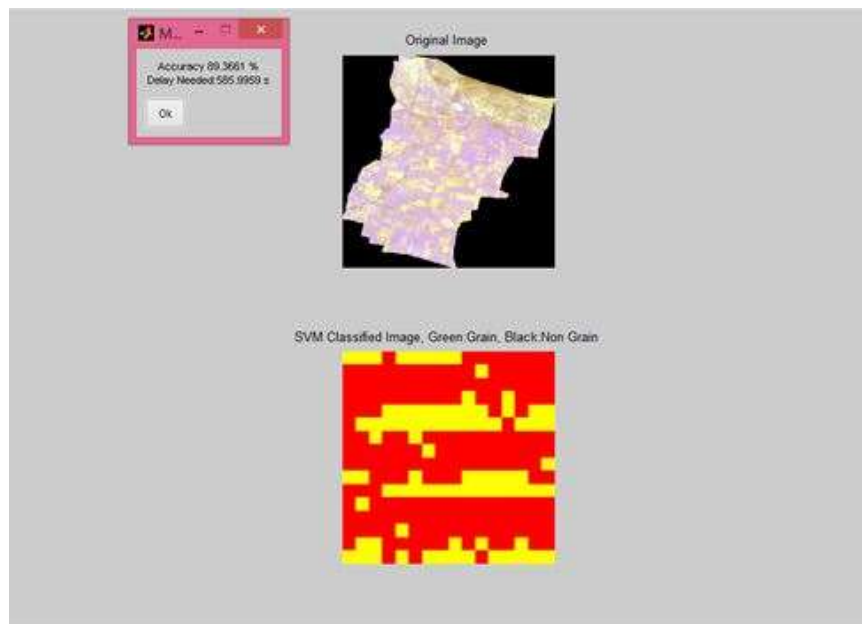 M...
Accuracy 89.3661 %
Delay Needed:585.9959 s
Ok
Original Image
SVM Classified Image, Green:Grain, Black:Non Grain